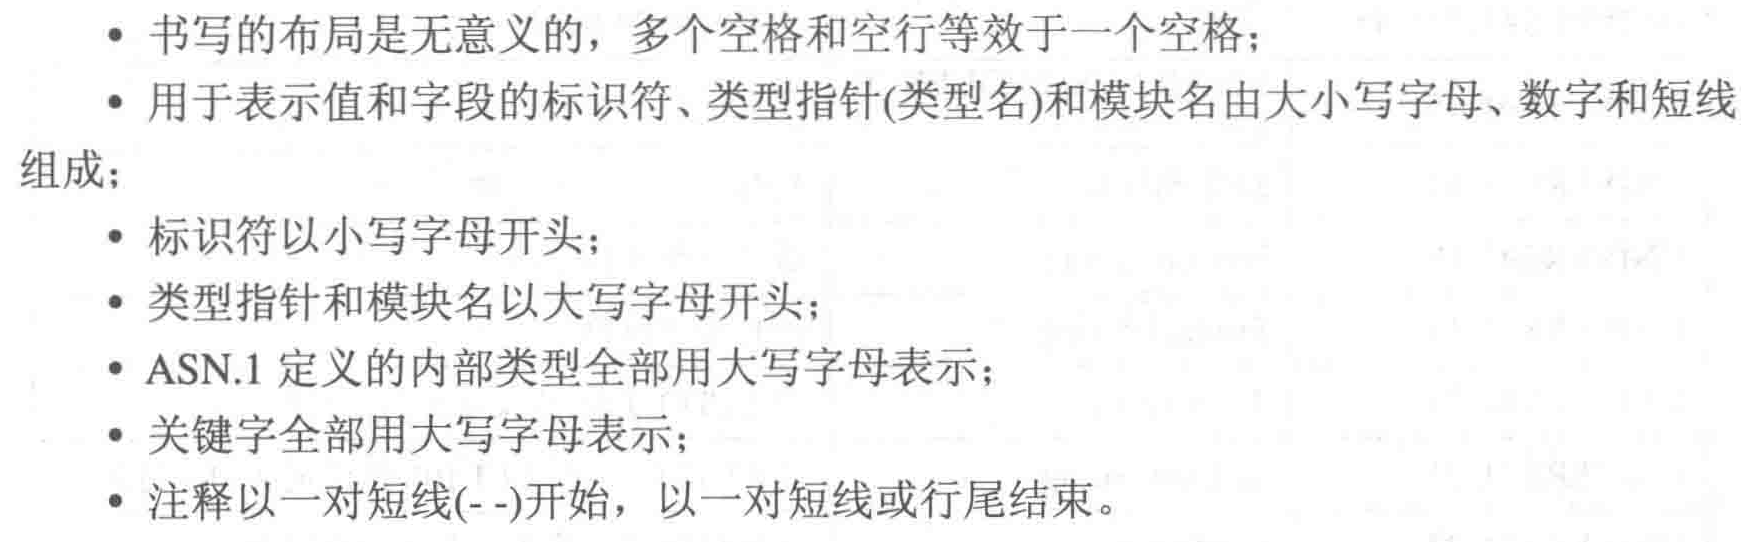 • 书写的布局是无意义的，多个空格和空行等效于一个空格；
• 用于表示值和字段的标识符、类型指针(类型名)和模块名由大小写字母、数字和短线
组成；
• 标识符以小写字母开头；
• 类型指针和模块名以大写字母开头；
• ASN.1 定义的内部类型全部用大写字母表示；
• 关键字全部用大写字母表示；
• 注释以一对短线(- -)开始，以一对短线或行尾结束。